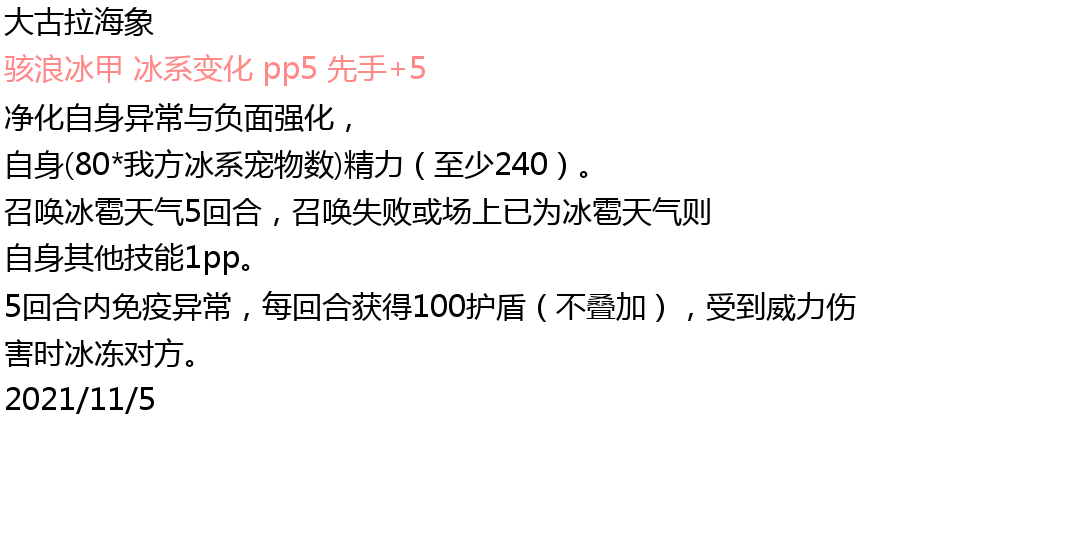 大古拉海象
骇浪冰甲 冰系变化 pp5 先手+5
净化自身异常与负面强化，
自身(80*我方冰系宠物数)精力（至少240）。
召唤冰雹天气5回合，召唤失败或场上已为冰雹天气则
自身其他技能1pp。
5回合内免疫异常，每回合获得100护盾（不叠加），受到威力伤
害时冰冻对方。
2021/11/5